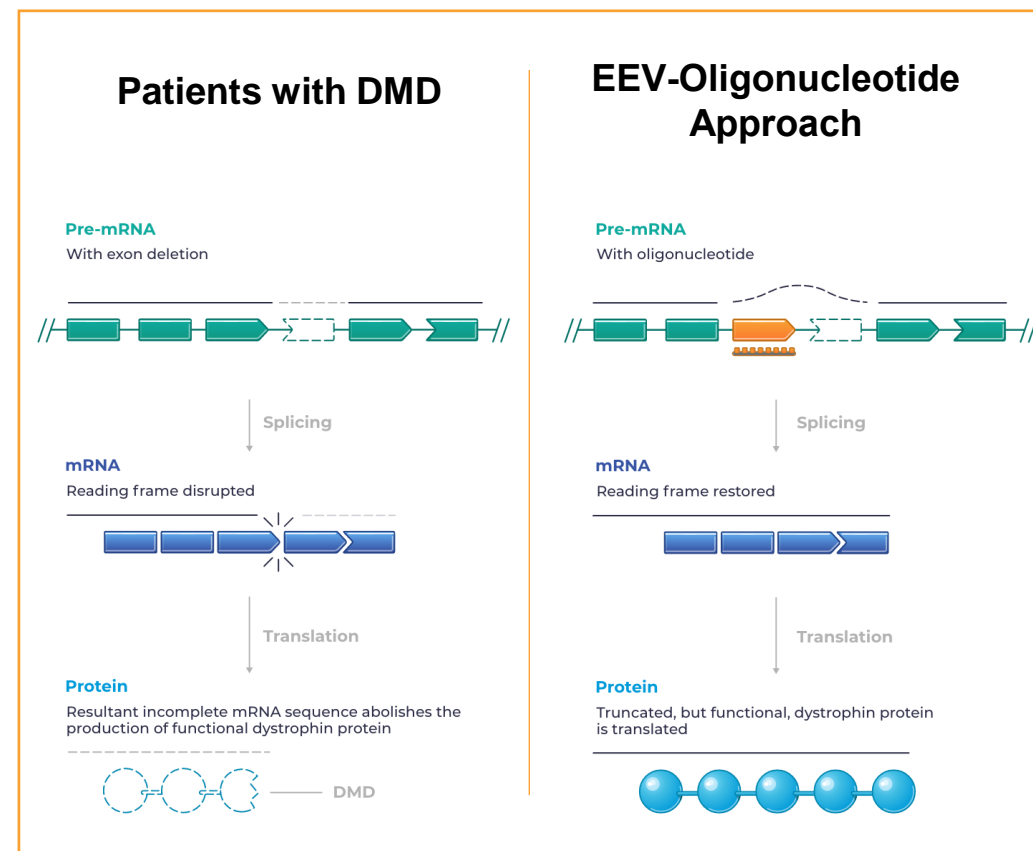 Patients with DMD
Pre-mRNA
With exon deletion
Splicing
mRNA
Reading frame disrupted
Translation
Protein
Resultant incomplete mRNA sequence abolishes the
production of functional dystrophin protein
DMD
EEV-Oligonucleotide
Approach
Pre-mRNA
With oligonucleotide
Splicing
mRNA
Reading frame restored
Translation
Protein
Truncated, but functional, dystrophin protein
is translated